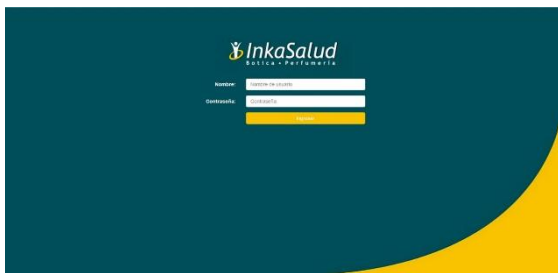 InkaSalud
Botica • Perfumería
Nombre:
Nombre de usuario
Contraseña:
Contraseña
Ingresar